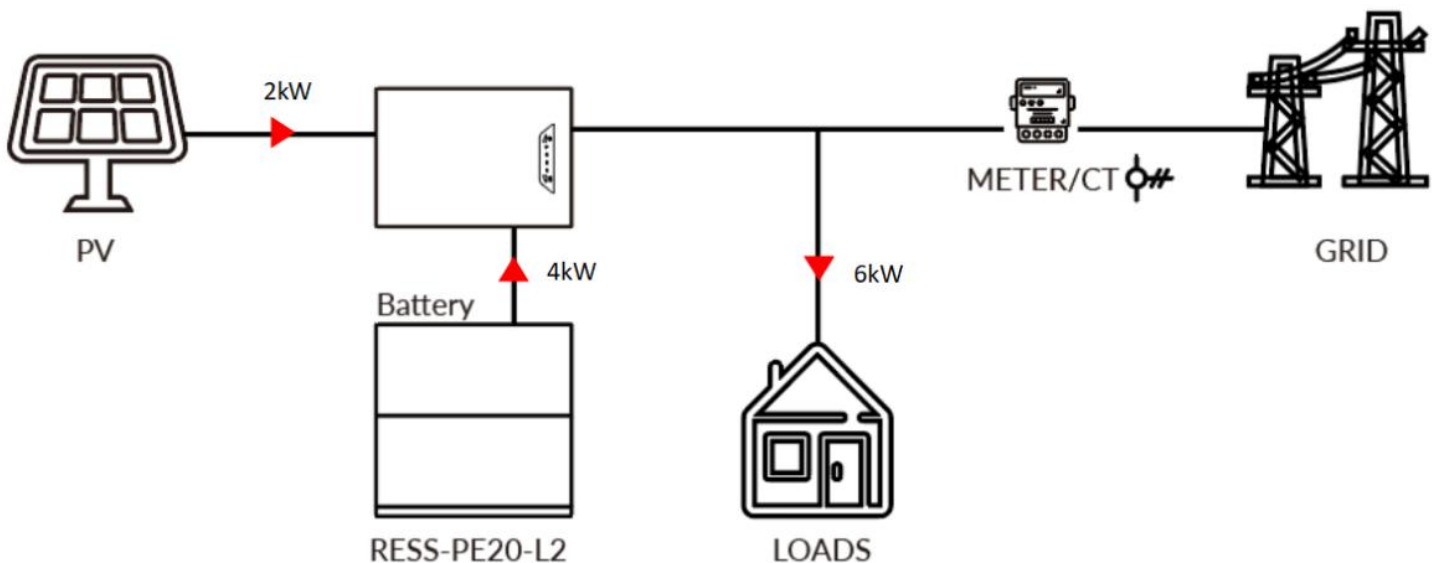 2kW
PV
4kW
Battery
RESS-PE20-L2
6kW
LOADS
METER/CT
GRID